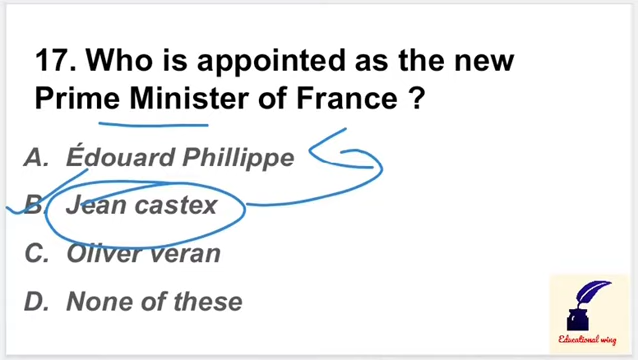 17. Who is appointed as the new
Prime Minister of France ?
A. Édouard Phillippe
B. Jean castex
C. Oliver veran
D. None of these
Educational wing